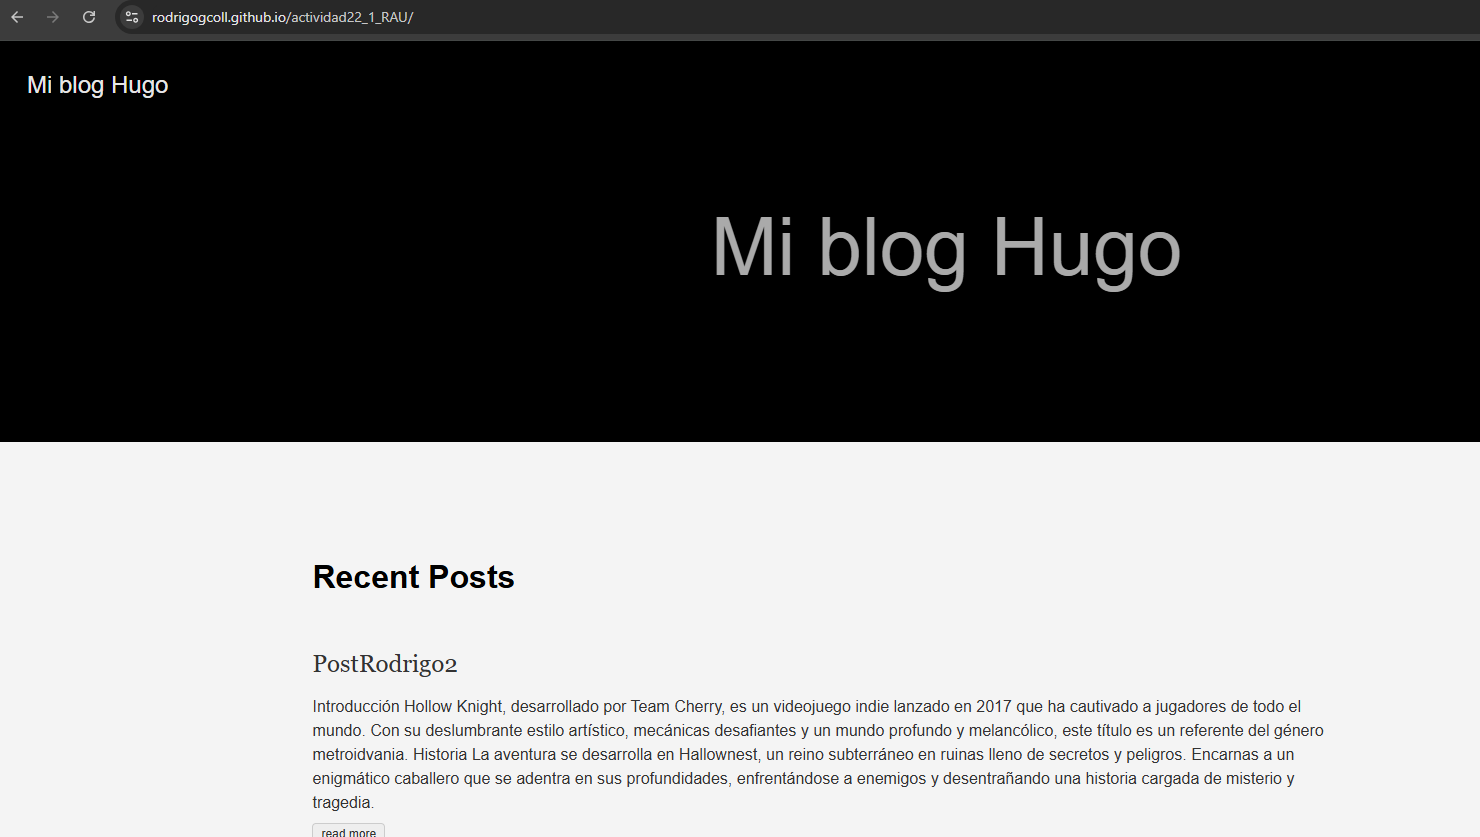 rodrigogcoll.github.io/actividad22_1_RAU/
Mi blog Hugo
Mi blog Hugo
Recent Posts
PostRodrigo2
Introducción Hollow Knight, desarrollado por Team Cherry, es un videojuego indie lanzado en 2017 que ha cautivado a jugadores de todo el
mundo. Con su deslumbrante estilo artístico, mecánicas desafiantes y un mundo profundo y melancólico, este título es un referente del género
metroidvania. Historia La aventura se desarrolla en Hallownest, un reino subterráneo en ruinas lleno de secretos y peligros. Encarnas a un
enigmático caballero que se adentra en sus profundidades, enfrentándose a enemigos y desentrañando una historia cargada de misterio y
tragedia.
read more